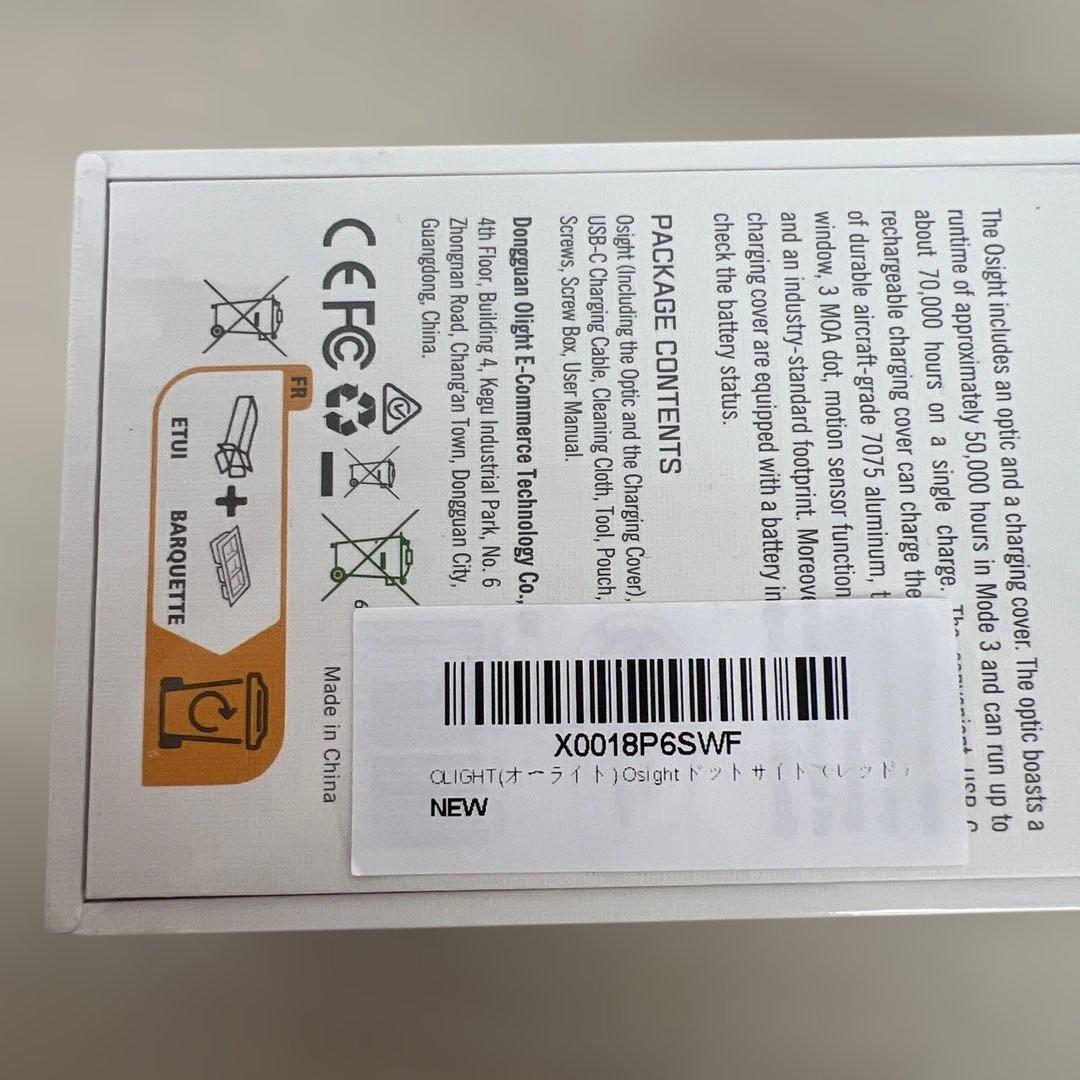 The Osight includes an optic and a charging cover. The optic boasts a
runtime of approximately 50,000 hours in Mode 3 and can run up to
about 70,000 hours on a single charge. The convenient USB-C
rechargeable charging cover can charge the
of durable aircraft-grade 7075 aluminum,
window, 3 MOA dot, motion sensor function
and an industry-standard footprint.
charging cover are equipped with a battery
check the battery status.
PACKAGE CONTENTS
Osight (Including the Optic and the Charging Cover),
USB-C Charging Cable, Cleaning Cloth, Tool, Pouch,
Screws, Screw Box, User Manual.
Dongguan Olight E-Commerce Technology Co.,
4th Floor, Building 4, Kegu Industrial Park, No. 6
Zhongnan Road, Chang'an Town, Dongguan City,
Guangdong, China.
CE FC
Made in China
FR
ETUI
+
BARQUETTE
X0018P6SWF
OLIGHT(オーライト)Osight ドットサイト (レッド)
NEW